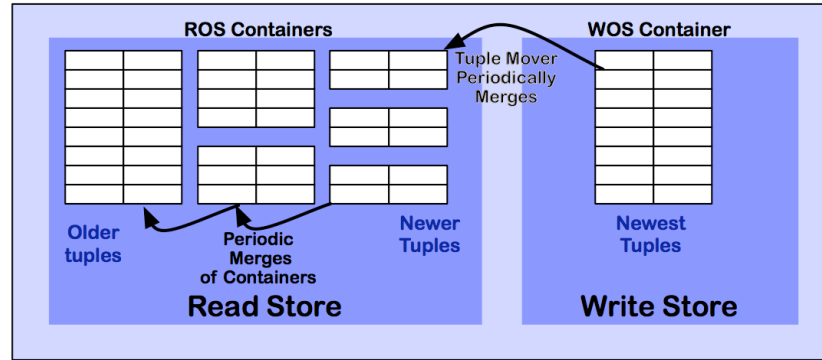 ROS Containers
WOS Container
Tuple Mover
Periodically
Merges
Older
tuples
Periodic
Merges
of Containers
Newer
Tuples
Newest
Tuples
Read Store
Write Store